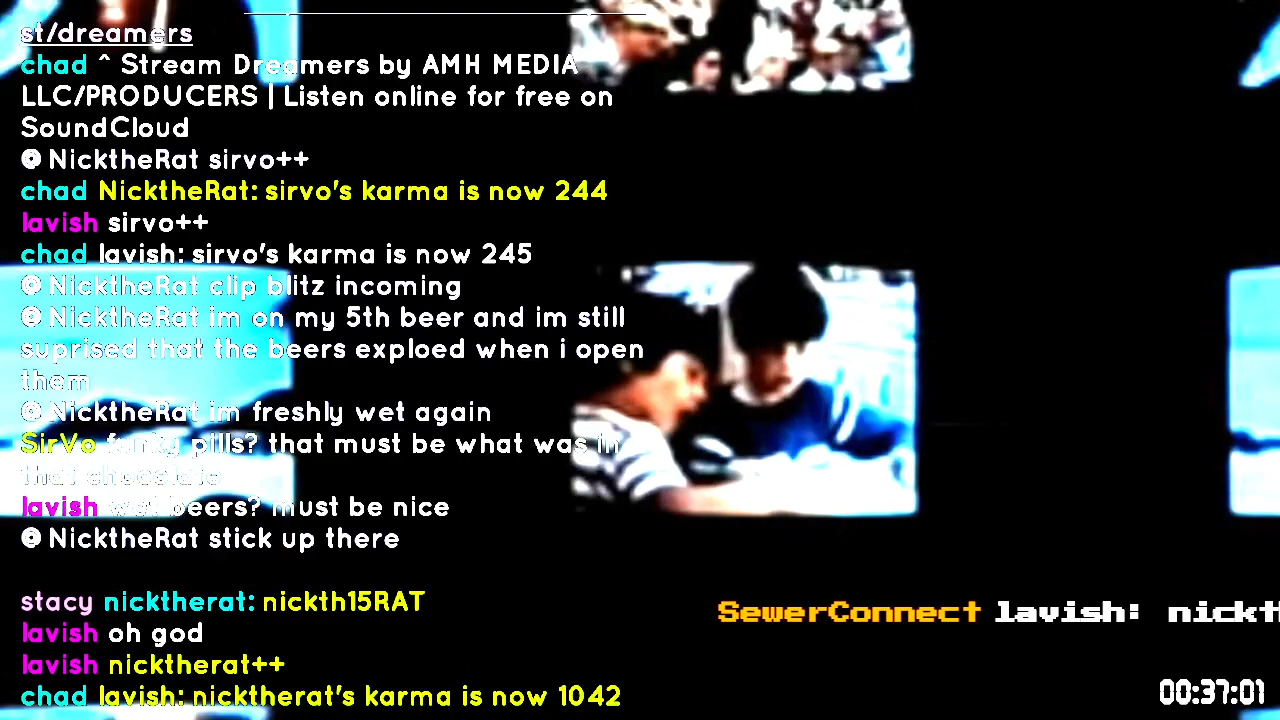 st/dreamers
chad ^ Stream Dreamers by AMH MEDIA
LLC/PRODUCERS | Listen online for free on
SoundCloud
@ NicktheRat sirvo++
chad NicktheRat: sirvo's karma is now 244
lavish sirvo++
chad lavish: sirvo's karma is now 245
@ NicktheRat clip blitz incoming
@ NicktheRat im on my 5th beer and im still
suprised that the beers exploed when i open
them
@ NicktheRat im freshly wet again
SirVo funky pills? that must be what was in
that chocolate
lavish wet beers? must be nice
@ NicktheRat stick up there
stacy nicktherat: nickth15RAT
lavish oh god
lavish nicktherat++
chad lavish: nicktherat's karma is now 1042
SewerConnect lavish: nickt
00:37:01